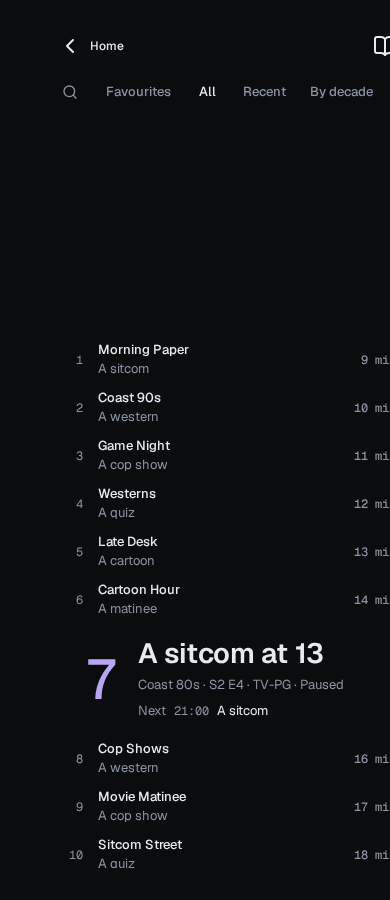 Home
Favourites All Recent By decade
1 Morning Paper 9 mi
A sitcom
2 Coast 90s 10 mi
A western
3 Game Night 11 mi
A cop show
4 Westerns 12 mi
A quiz
5 Late Desk 13 mi
A cartoon
6 Cartoon Hour 14 mi
A matinee
7 A sitcom at 13
Coast 80s · S2 E4 · TV-PG · Paused
Next 21:00 A sitcom
8 Cop Shows 16 mi
A western
9 Movie Matinee 17 mi
A cop show
10 Sitcom Street 18 mi
A quiz